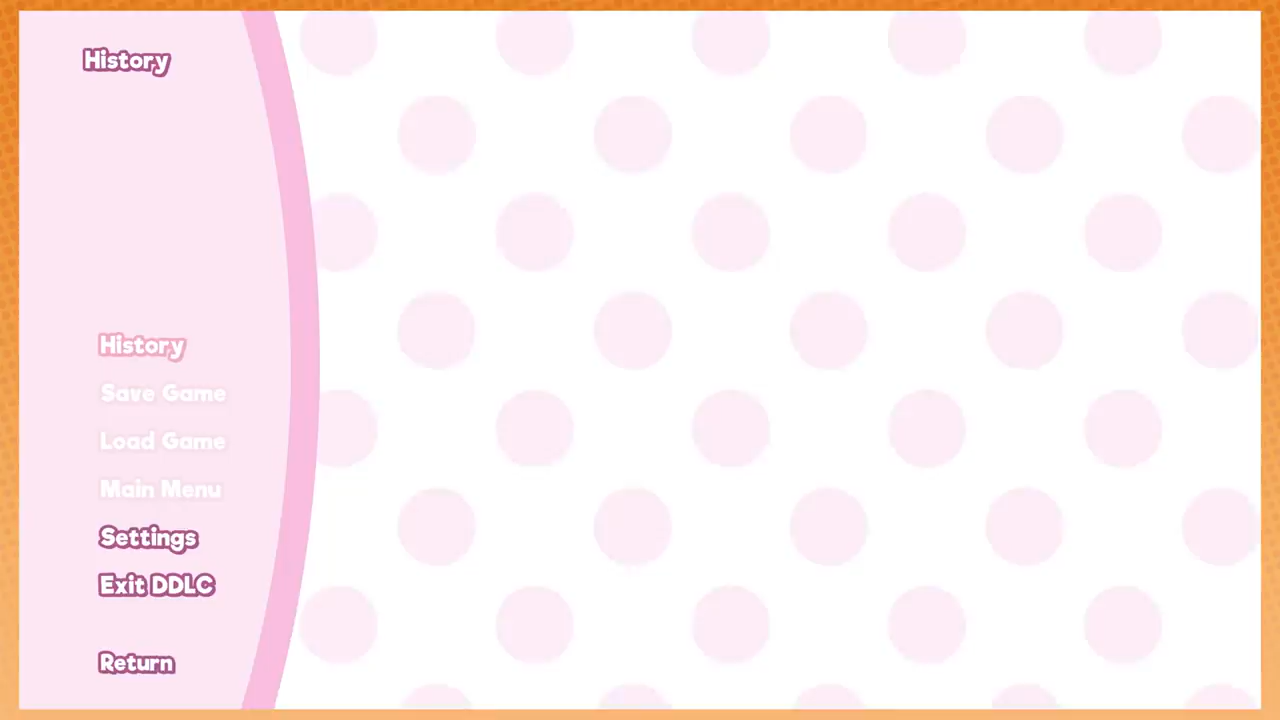 History
History
Save Game
Load Game
Main Menu
Settings
Exit DDLC
Return